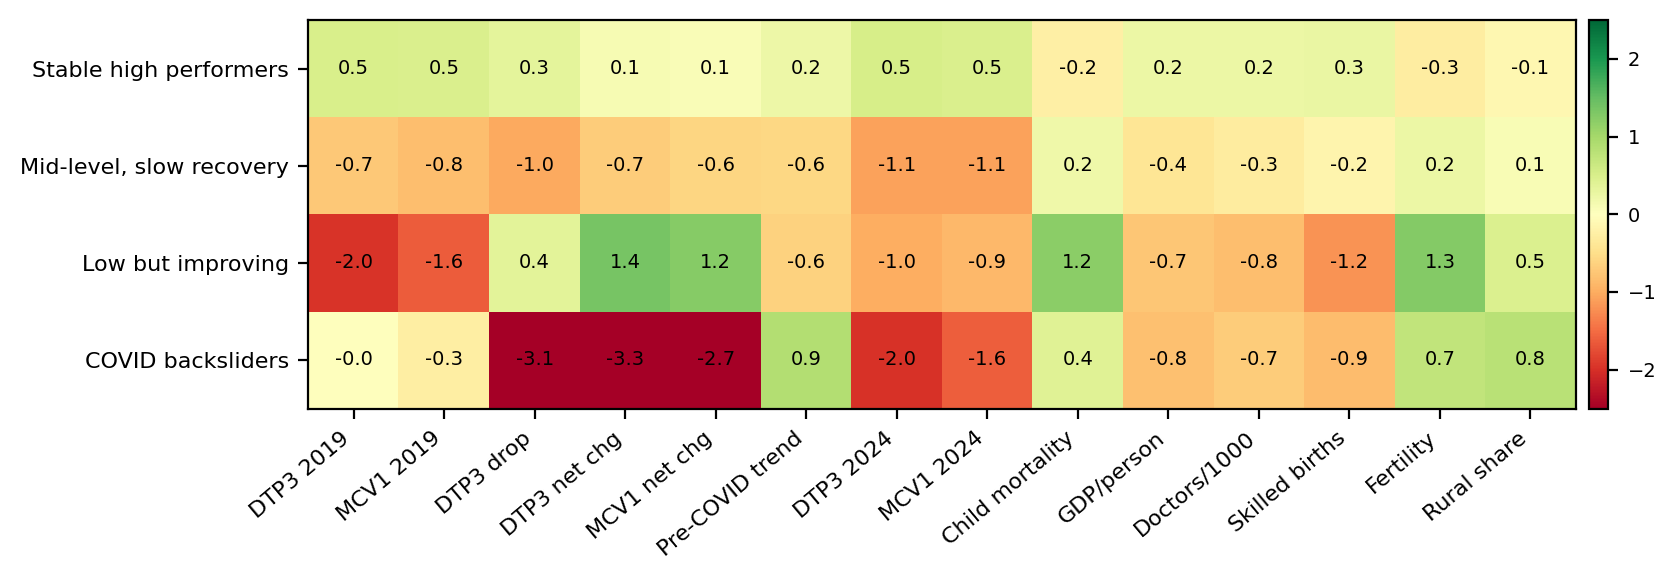 Stable high performers 0.5 0.5 0.3 0.1 0.1 0.2 0.5 0.5 -0.2 0.2 0.2 0.3 -0.3 -0.1
Mid-level, slow recovery -0.7 -0.8 -1.0 -0.7 -0.6 -0.6 -1.1 -1.1 0.2 -0.4 -0.3 -0.2 0.2 0.1
Low but improving -2.0 -1.6 0.4 1.4 1.2 -0.6 -1.0 -0.9 1.2 -0.7 -0.8 -1.2 1.3 0.5
COVID backsliders -0.0 -0.3 -3.1 -3.3 -2.7 0.9 -2.0 -1.6 0.4 -0.8 -0.7 -0.9 0.7 0.8
DTP3 2019
MCV1 2019
DTP3 drop
DTP3 net chg
MCV1 net chg
Pre-COVID trend
DTP3 2024
MCV1 2024
Child mortality
GDP/person
Doctors/1000
Skilled births
Fertility
Rural share
2
1
0
−1
−2